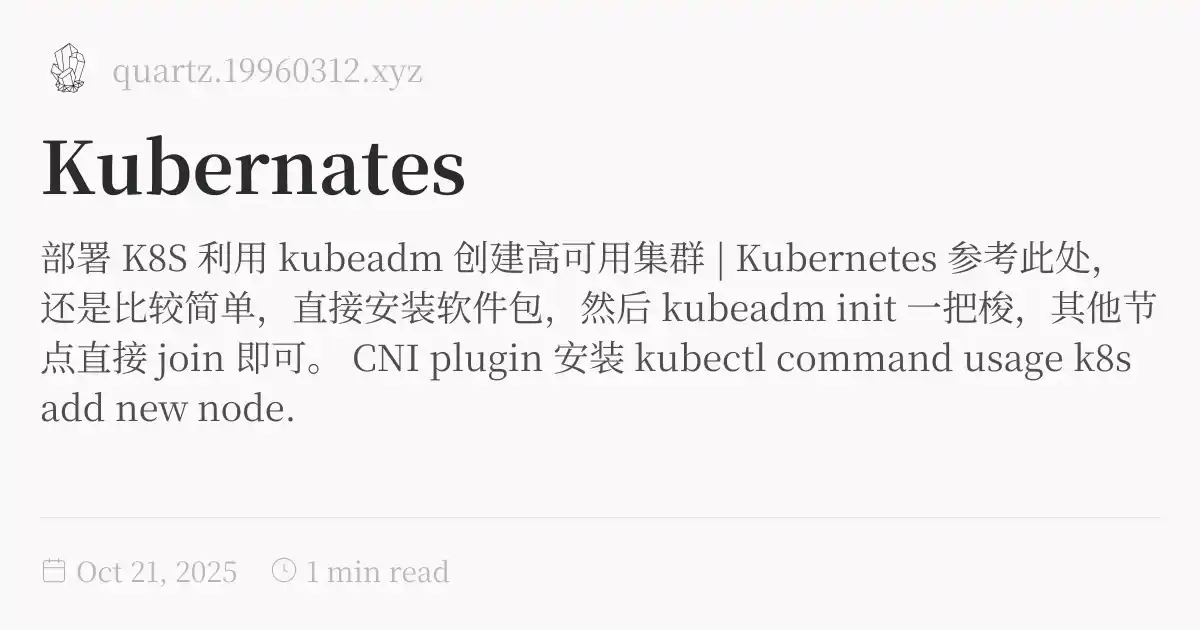 quartz.19960312.xyz
Kubernates
部署 K8S 利用 kubeadm 创建高可用集群 | Kubernetes 参考此处，
还是比较简单，直接安装软件包，然后 kubeadm init 一把梭，其他节
点直接 join 即可。 CNI plugin 安装 kubectl command usage k8s
add new node.
Oct 21, 2025 1 min read